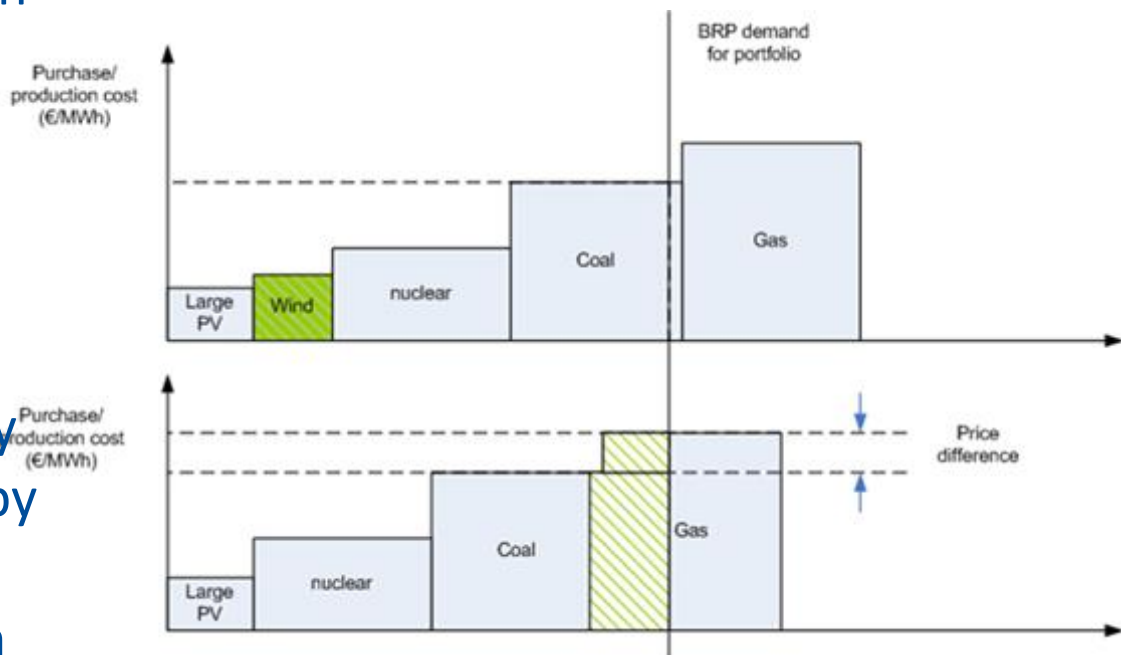 BRP demand
for portfolio
Purchase/
production cost
(€/MWh)
Gas
Coal
nuclear
Large
PV
Wind
Purchase/
production cost
(€/MWh)
y
by
Price
difference
Gas
Coal
nuclear
Large
PV